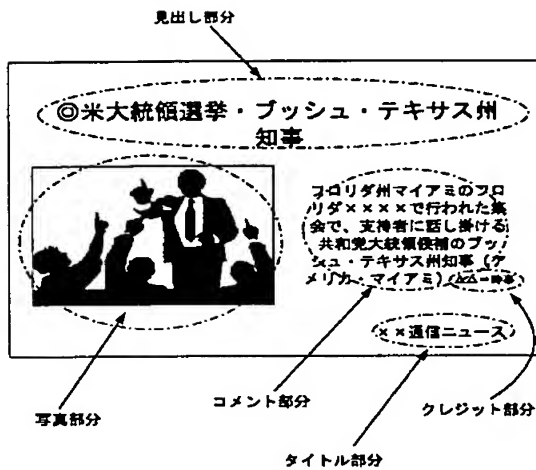 見出し部分
◎米大統領選挙・ブッシュ・テキサス州
知事
フロリダ州マイアミのフロ
リダ××××で行われた集
会で、支持者に話し掛ける
共和党大統領候補のブッ
シュ・テキサス州知事（ア
メリカ・マイアミ）△△＝時事
××通信ニュース
写真部分
コメント部分
クレジット部分
タイトル部分